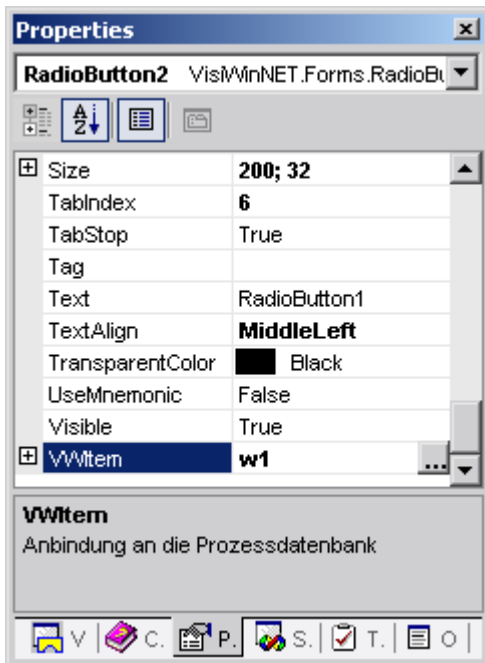 Properties
RadioButton2 VisiWinNET.Forms.RadioBu
Size 200; 32
TabIndex 6
TabStop True
Tag
Text RadioButton1
TextAlign MiddleLeft
TransparentColor Black
UseMnemonic False
Visible True
VWItem w1 ...
VWItem
Anbindung an die Prozessdatenbank
V C. P. S. T. O